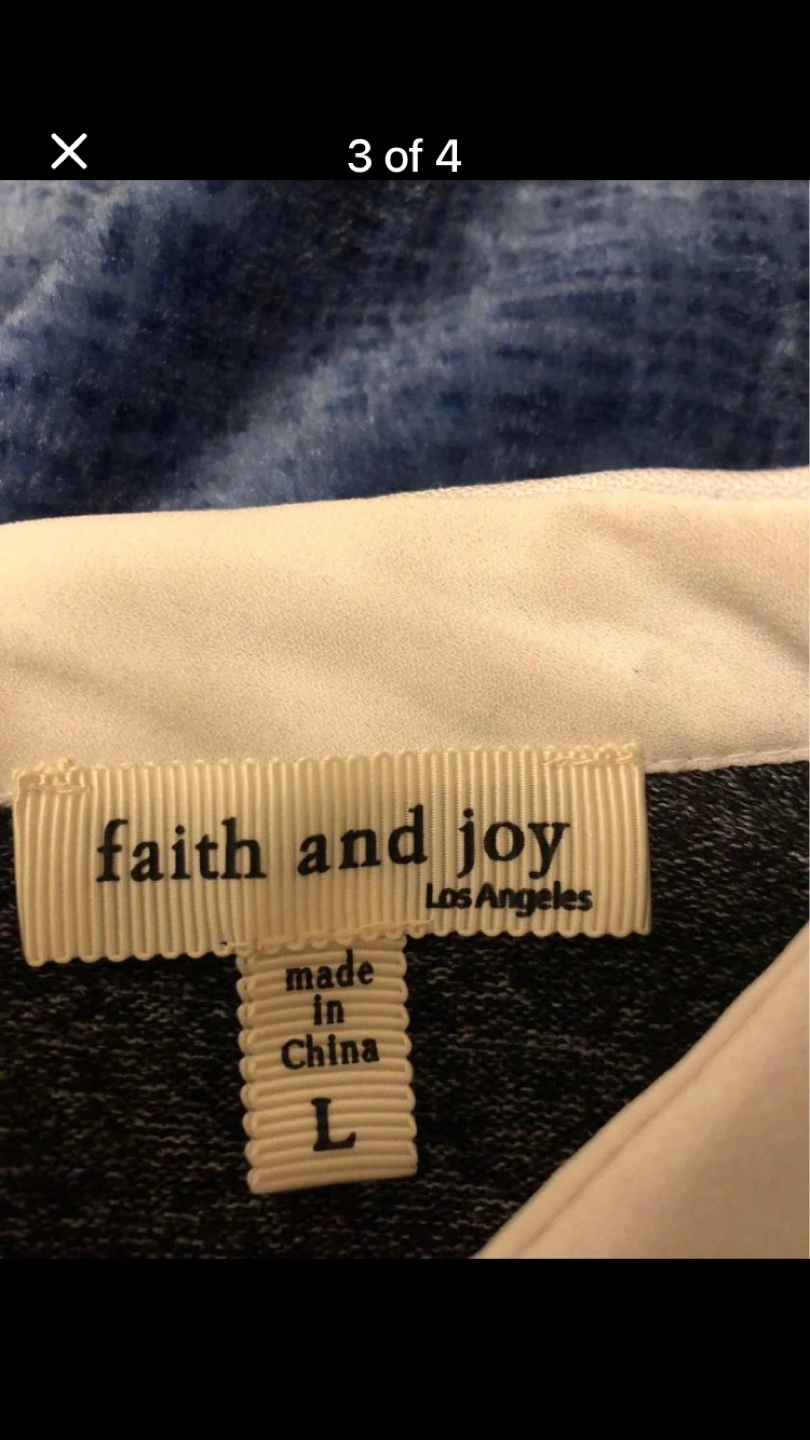 3 of 4
faith and joy
Los Angeles
made
in
China
L